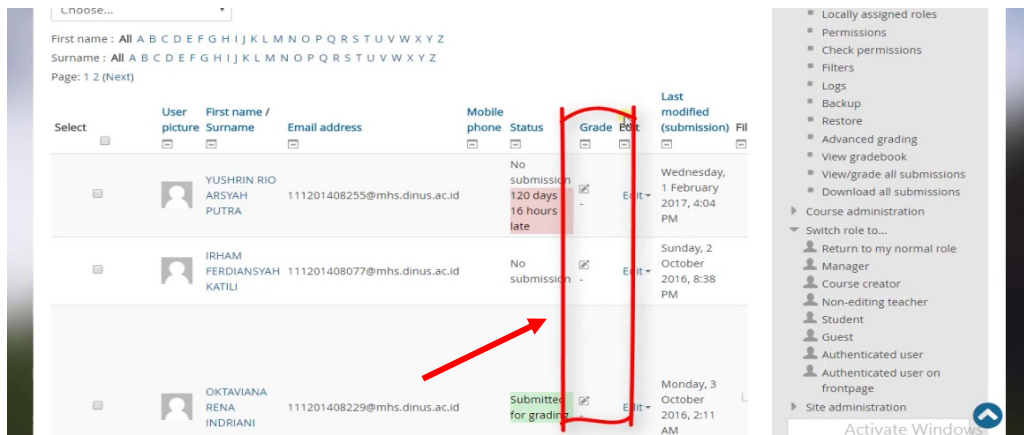 Choose...
First name : All A B C D E F G H I J K L M N O P Q R S T U V W X Y Z
Surname : All A B C D E F G H I J K L M N O P Q R S T U V W X Y Z
Page: 1 2 (Next)
Select
User picture
First name / Surname
Email address
Mobile phone
Status
Grade
Edit
Last modified (submission)
Fil
YUSHRIN RIO
ARSYAH
PUTRA
111201408255@mhs.dinus.ac.id
No
submission
120 days
16 hours
late
-
Edit
Wednesday,
1 February
2017, 4:04
PM
IRHAM
FERDIANSYAH
KATILI
111201408077@mhs.dinus.ac.id
No
submission
-
Edit
Sunday, 2
October
2016, 8:38
PM
OKTAVIANA
RENA
INDRIANI
111201408229@mhs.dinus.ac.id
Submitted
for grading
-
Edit
Monday, 3
October
2016, 2:11
AM
Locally assigned roles
Permissions
Check permissions
Filters
Logs
Backup
Restore
Advanced grading
View gradebook
View/grade all submissions
Download all submissions
Course administration
Switch role to...
Return to my normal role
Manager
Course creator
Non-editing teacher
Student
Guest
Authenticated user
Authenticated user on
frontpage
Site administration
Activate Windows